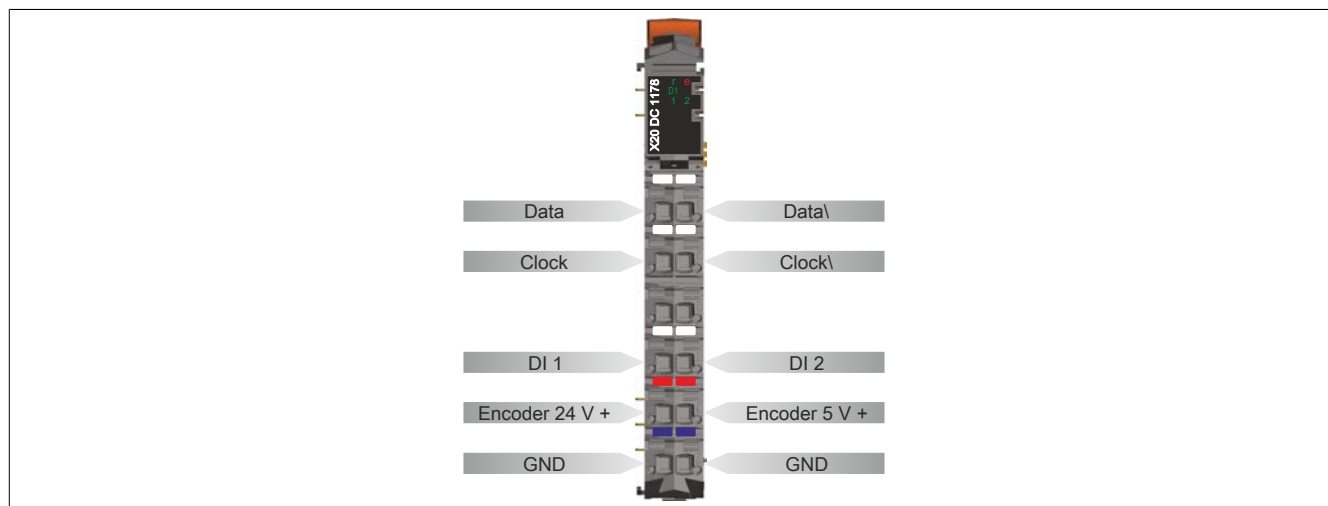 X20 DC 1178
r e
D1
1 2
Data Data\
Clock Clock\
DI 1 DI 2
Encoder 24 V + Encoder 5 V +
GND GND